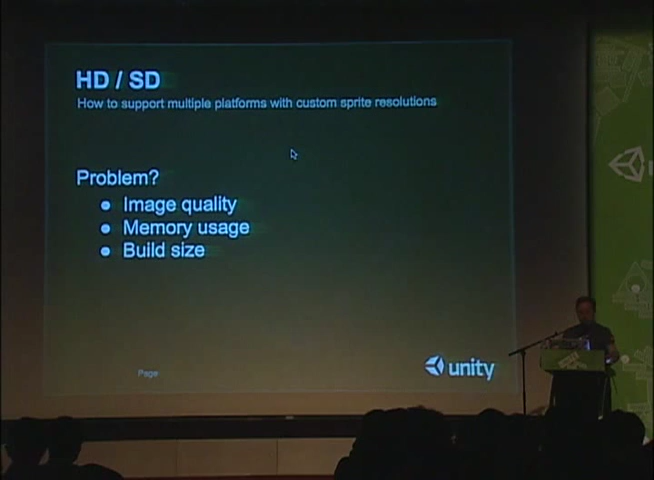 HD / SD
How to support multiple platforms with custom sprite resolutions
Problem?
● Image quality
● Memory usage
● Build size
Page
unity